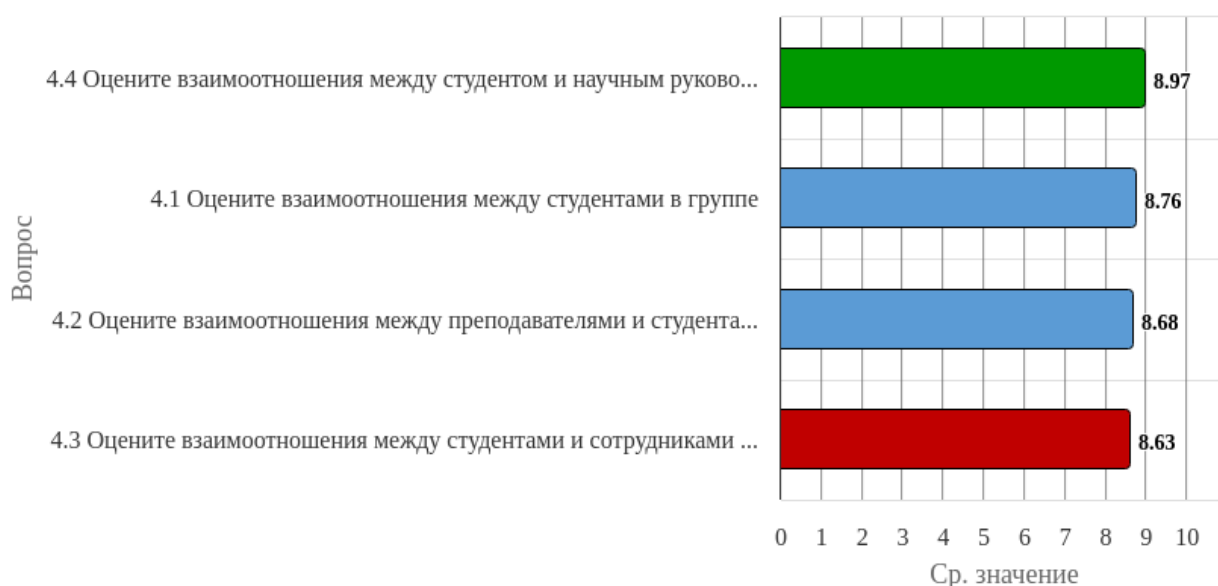 4.4 Оцените взаимоотношения между студентом и научным руково...
8.97
4.1 Оцените взаимоотношения между студентами в группе
8.76
Вопрос
4.2 Оцените взаимоотношения между преподавателями и студента...
8.68
4.3 Оцените взаимоотношения между студентами и сотрудниками ...
8.63
0 1 2 3 4 5 6 7 8 9 10
Ср. значение